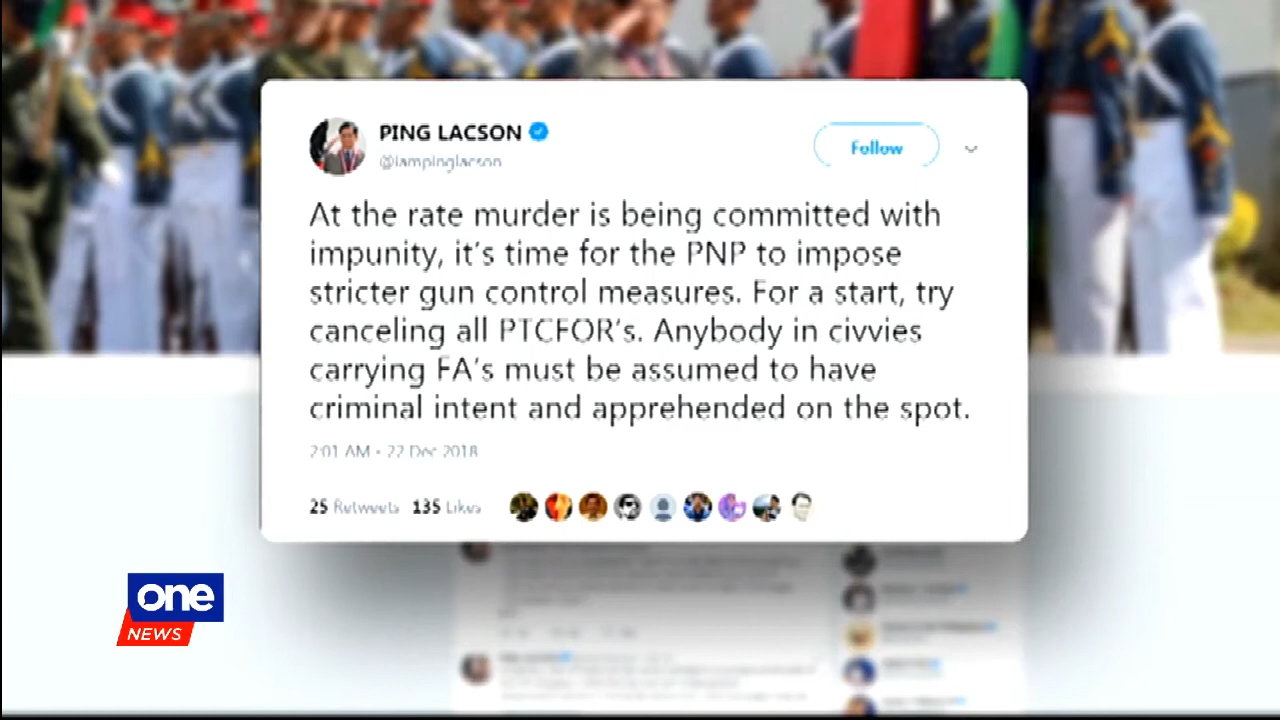 PING LACSON
@iampinglacson
Follow
At the rate murder is being committed with
impunity, it's time for the PNP to impose
stricter gun control measures. For a start, try
canceling all PTCFOR's. Anybody in civvies
carrying FA's must be assumed to have
criminal intent and apprehended on the spot.
2:01 AM - 22 Dec 2018
25 Retweets 135 Likes
one
NEWS